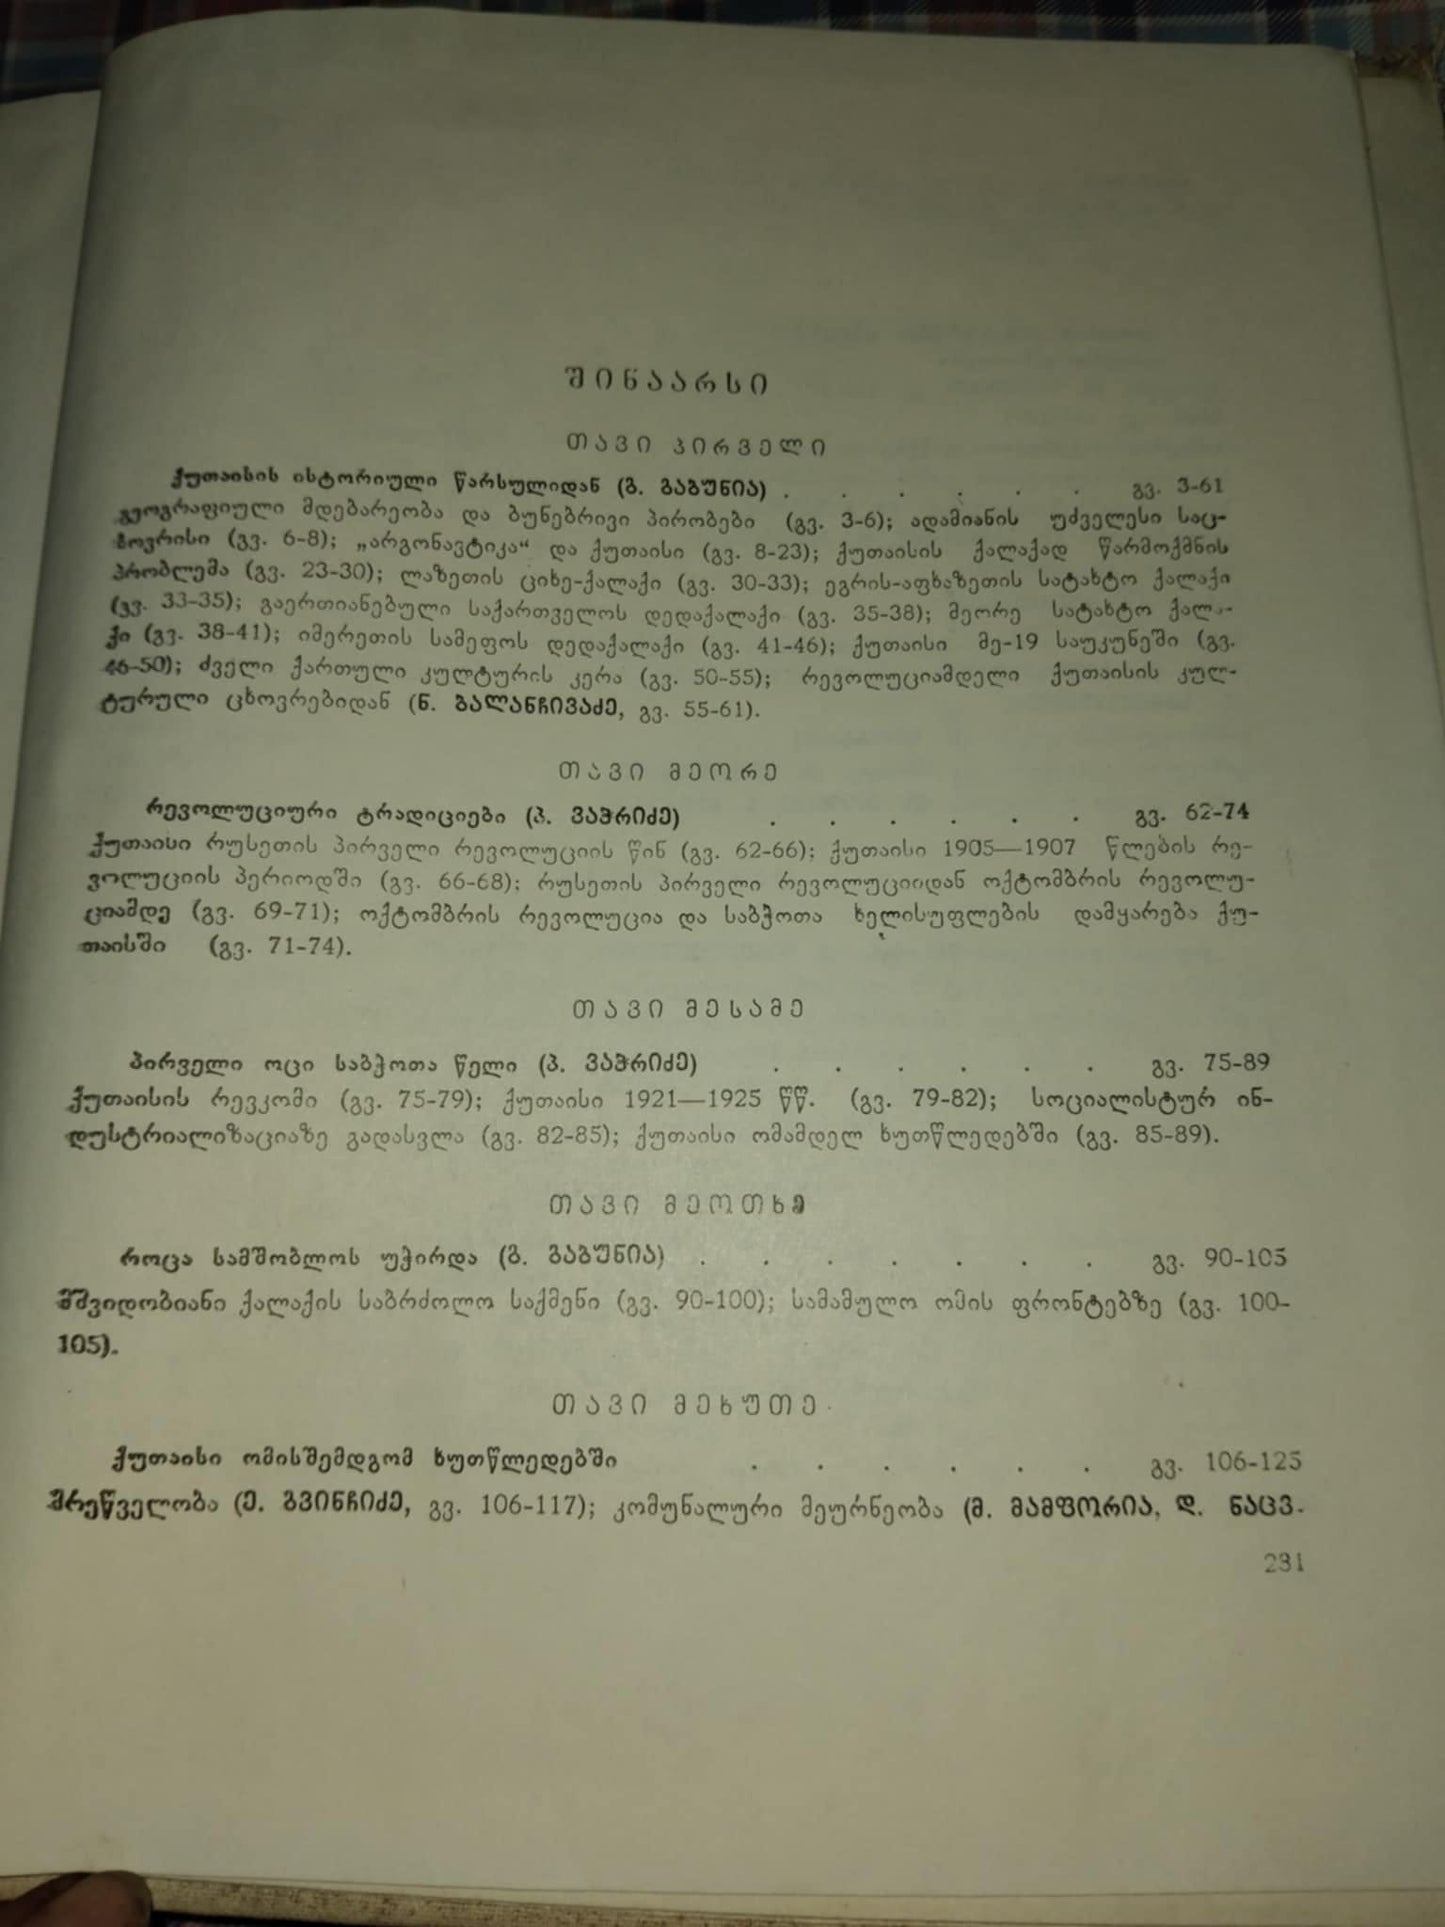 შინაარსი
თავი პირველი
ქუთაისის ისტორიული წარსულიდან (გ. გაბუნია) . . . . . . გვ. 3-61
გეოგრაფიული მდებარეობა და ბუნებრივი პირობები (გვ. 3-6); ადამიანის უძველესი საც-
ხოვრისი (გვ. 6-8); „არგონავტიკა“ და ქუთაისი (გვ. 8-23); ქუთაისის ქალაქად წარმოქმნის
პრობლემა (გვ. 23-30); ლაზეთის ციხე-ქალაქი (გვ. 30-33); ეგრის-აფხაზეთის სატახტო ქალაქი
(გვ. 33-35); გაერთიანებული საქართველოს დედაქალაქი (გვ. 35-38); მეორე სატახტო ქალა-
ქი (გვ. 38-41); იმერეთის სამეფოს დედაქალაქი (გვ. 41-46); ქუთაისი მე-19 საუკუნეში (გვ.
46-50); ძველი ქართული კულტურის კერა (გვ. 50-55); რევოლუციამდელი ქუთაისის კულ-
ტურული ცხოვრებიდან (ნ. ბალანჩივაძე, გვ. 55-61).
თავი მეორე
რევოლუციური ტრადიციები (პ. ვაჭრიძე) . . . . . . გვ. 62-74
ქუთაისი რუსეთის პირველი რევოლუციის წინ (გვ. 62-66); ქუთაისი 1905—1907 წლების რე-
ვოლუციის პერიოდში (გვ. 66-68); რუსეთის პირველი რევოლუციიდან ოქტომბრის რევოლუ-
ციამდე (გვ. 69-71); ოქტომბრის რევოლუცია და საბჭოთა ხელისუფლების დამყარება ქუ-
თაისში (გვ. 71-74).
თავი მესამე
პირველი ოცი საბჭოთა წელი (პ. ვაჭრიძე) . . . . . . გვ. 75-89
ქუთაისის რევკომი (გვ. 75-79); ქუთაისი 1921—1925 წწ. (გვ. 79-82); სოციალისტურ ინ-
დუსტრიალიზაციაზე გადასვლა (გვ. 82-85); ქუთაისი ომამდელ ხუთწლედებში (გვ. 85-89).
თავი მეოთხე
როცა სამშობლოს უჭირდა (გ. გაბუნია) . . . . . . . გვ. 90-105
მშვიდობიანი ქალაქის საბრძოლო საქმენი (გვ. 90-100); სამამულო ომის ფრონტებზე (გვ. 100-
105).
თავი მეხუთე
ქუთაისი ომისშემდგომ ხუთწლედებში . . . . . . გვ. 106-125
მრეწველობა (ე. გვინჩიძე, გვ. 106-117); კომუნალური მეურნეობა (მ. მამფორია, დ. ნაცვ-
231